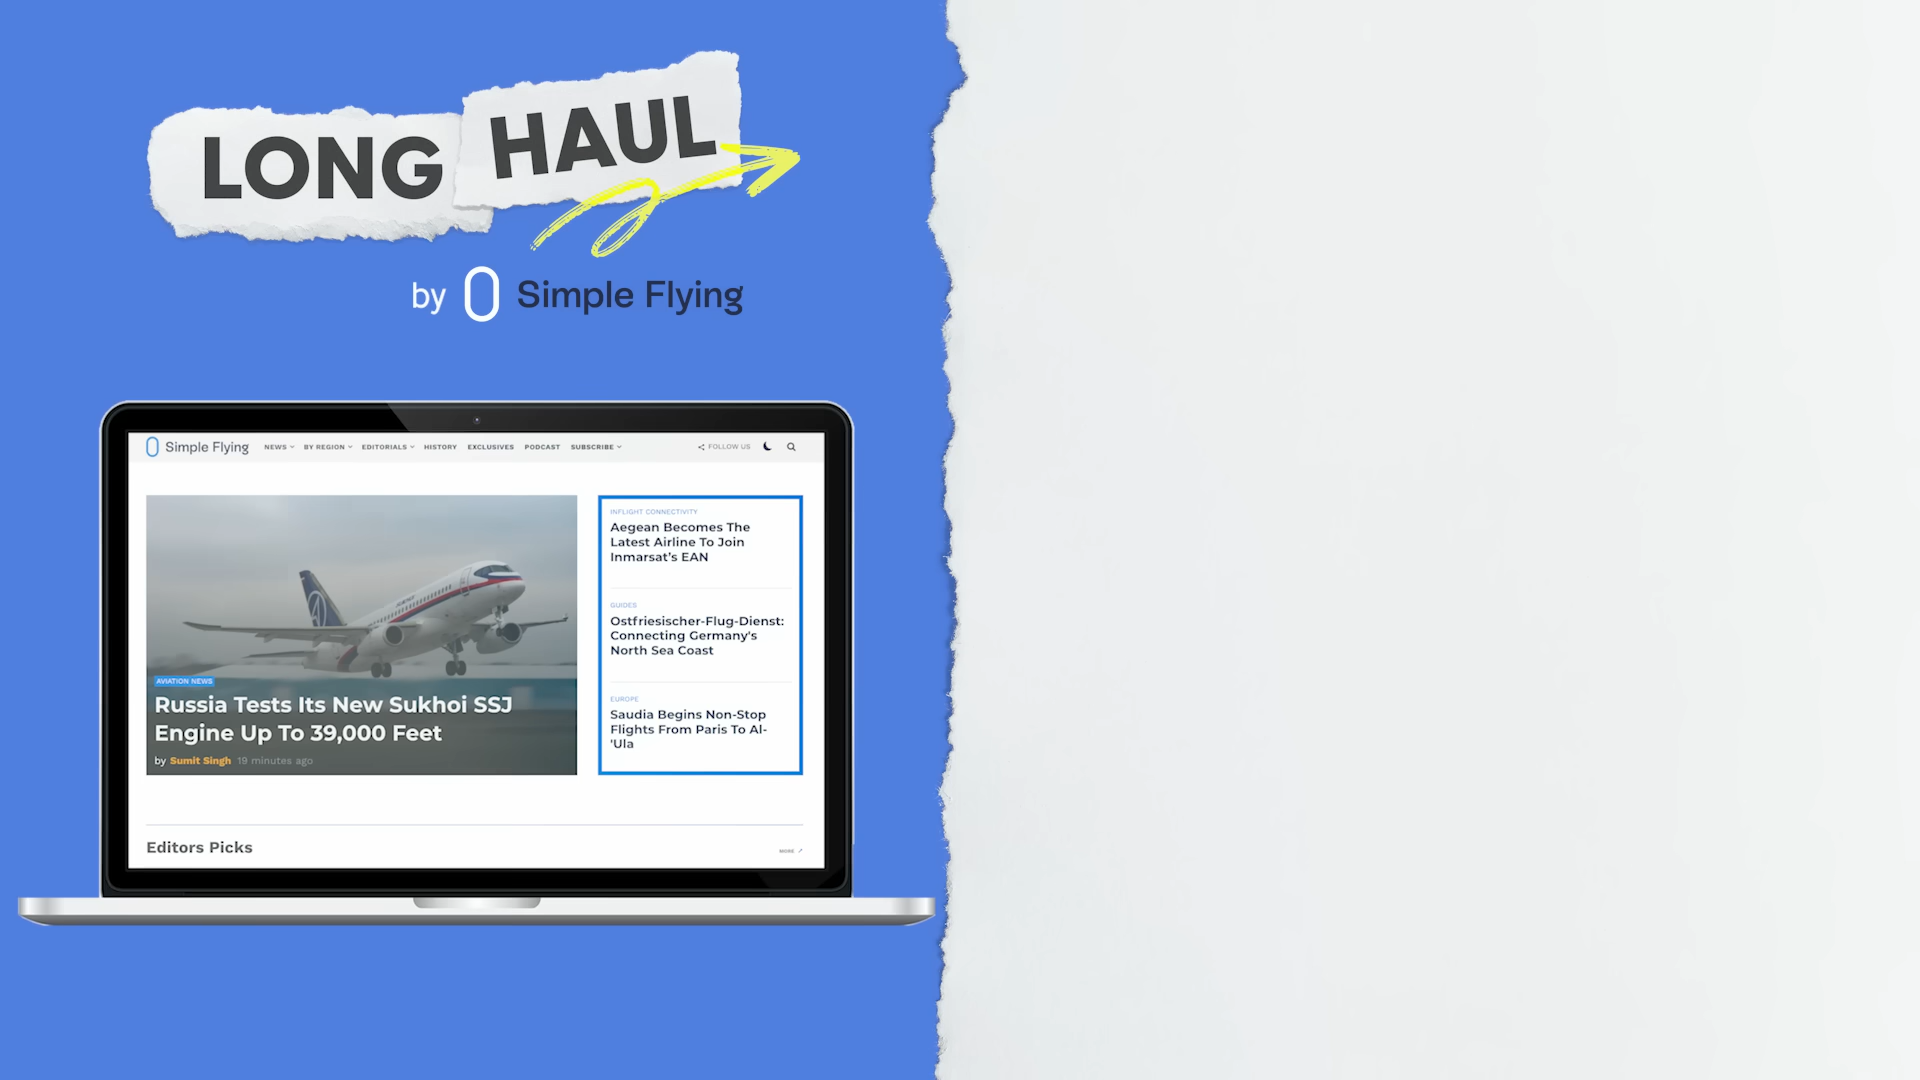 LONG HAUL
by Simple Flying
Simple Flying NEWS BY REGION EDITORIALS HISTORY EXCLUSIVES PODCAST SUBSCRIBE FOLLOW US
AVIATION NEWS
Russia Tests Its New Sukhoi SSJ
Engine Up To 39,000 Feet
by Sumit Singh 19 minutes ago
INFLIGHT CONNECTIVITY
Aegean Becomes The
Latest Airline To Join
Inmarsat's EAN
GUIDES
Ostfriesischer-Flug-Dienst:
Connecting Germany's
North Sea Coast
EUROPE
Saudia Begins Non-Stop
Flights From Paris To Al-
'Ula
Editors Picks
MORE